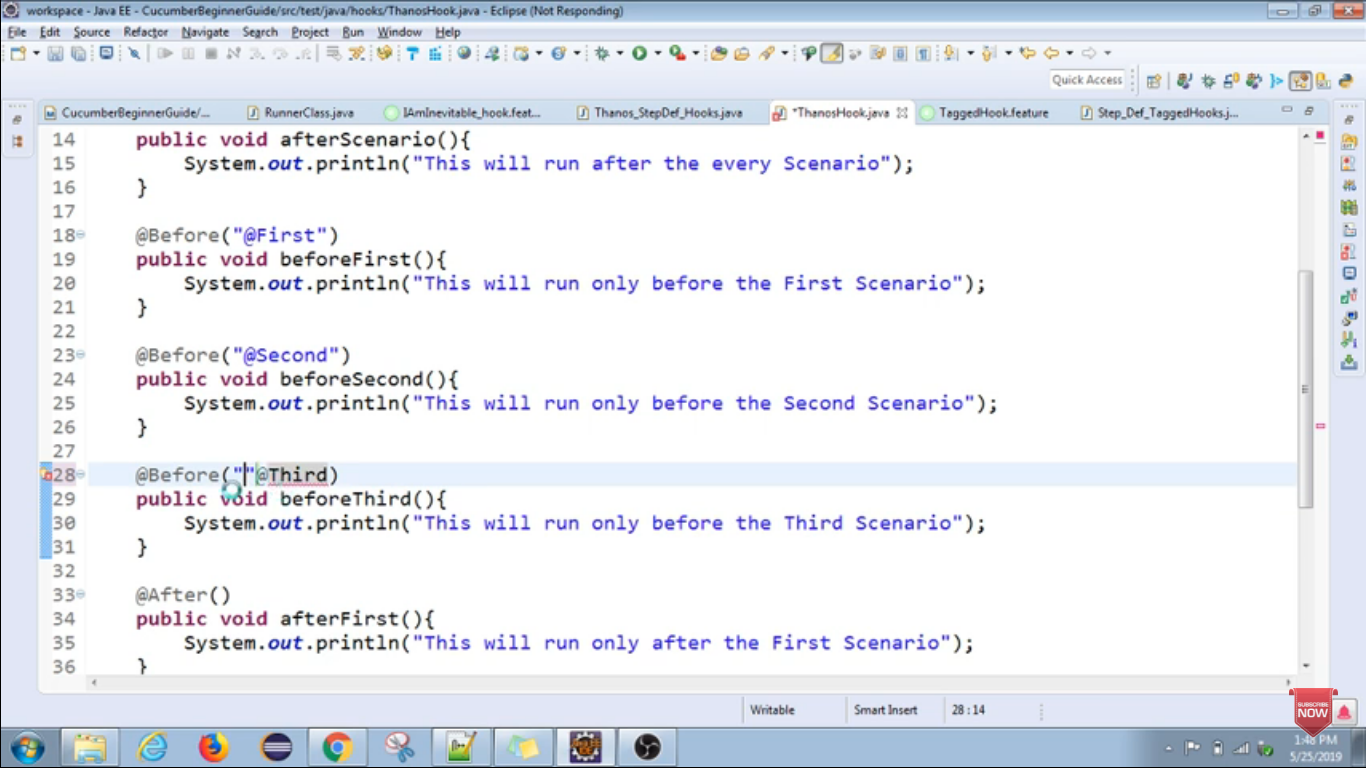 workspace - Java EE - CucumberBeginnerGuide/src/test/java/hooks/ThanosHook.java - Eclipse (Not Responding)
File Edit Source Refactor Navigate Search Project Run Window Help
Quick Access
CucumberBeginnerGuide/... RunnerClass.java IAmInevitable_hook.feat... Thanos_StepDef_Hooks.java *ThanosHook.java TaggedHook.feature Step_Def_TaggedHooks.j...
14 public void afterScenario(){
15 System.out.println("This will run after the every Scenario");
16 }
17
18 @Before("@First")
19 public void beforeFirst(){
20 System.out.println("This will run only before the First Scenario");
21 }
22
23 @Before("@Second")
24 public void beforeSecond(){
25 System.out.println("This will run only before the Second Scenario");
26 }
27
28 @Before(""@Third)
29 public void beforeThird(){
30 System.out.println("This will run only before the Third Scenario");
31 }
32
33 @After()
34 public void afterFirst(){
35 System.out.println("This will run only after the First Scenario");
36 }
Writable Smart Insert 28 : 14
SUBSCRIBE
NOW
1:48 PM
5/25/2019